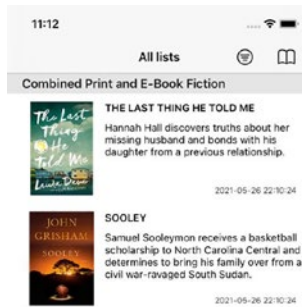 11:12
All lists
Combined Print and E-Book Fiction
The Last
Thing
He
Told Me
Laura Dave
THE LAST THING HE TOLD ME
Hannah Hall discovers truths about her
missing husband and bonds with his
daughter from a previous relationship.
2021-05-26 22:10:24
JOHN
GRISHAM
SOOLEY
SOOLEY
Samuel Sooleymon receives a basketball
scholarship to North Carolina Central and
determines to bring his family over from a
civil war-ravaged South Sudan.
2021-05-26 22:10:24